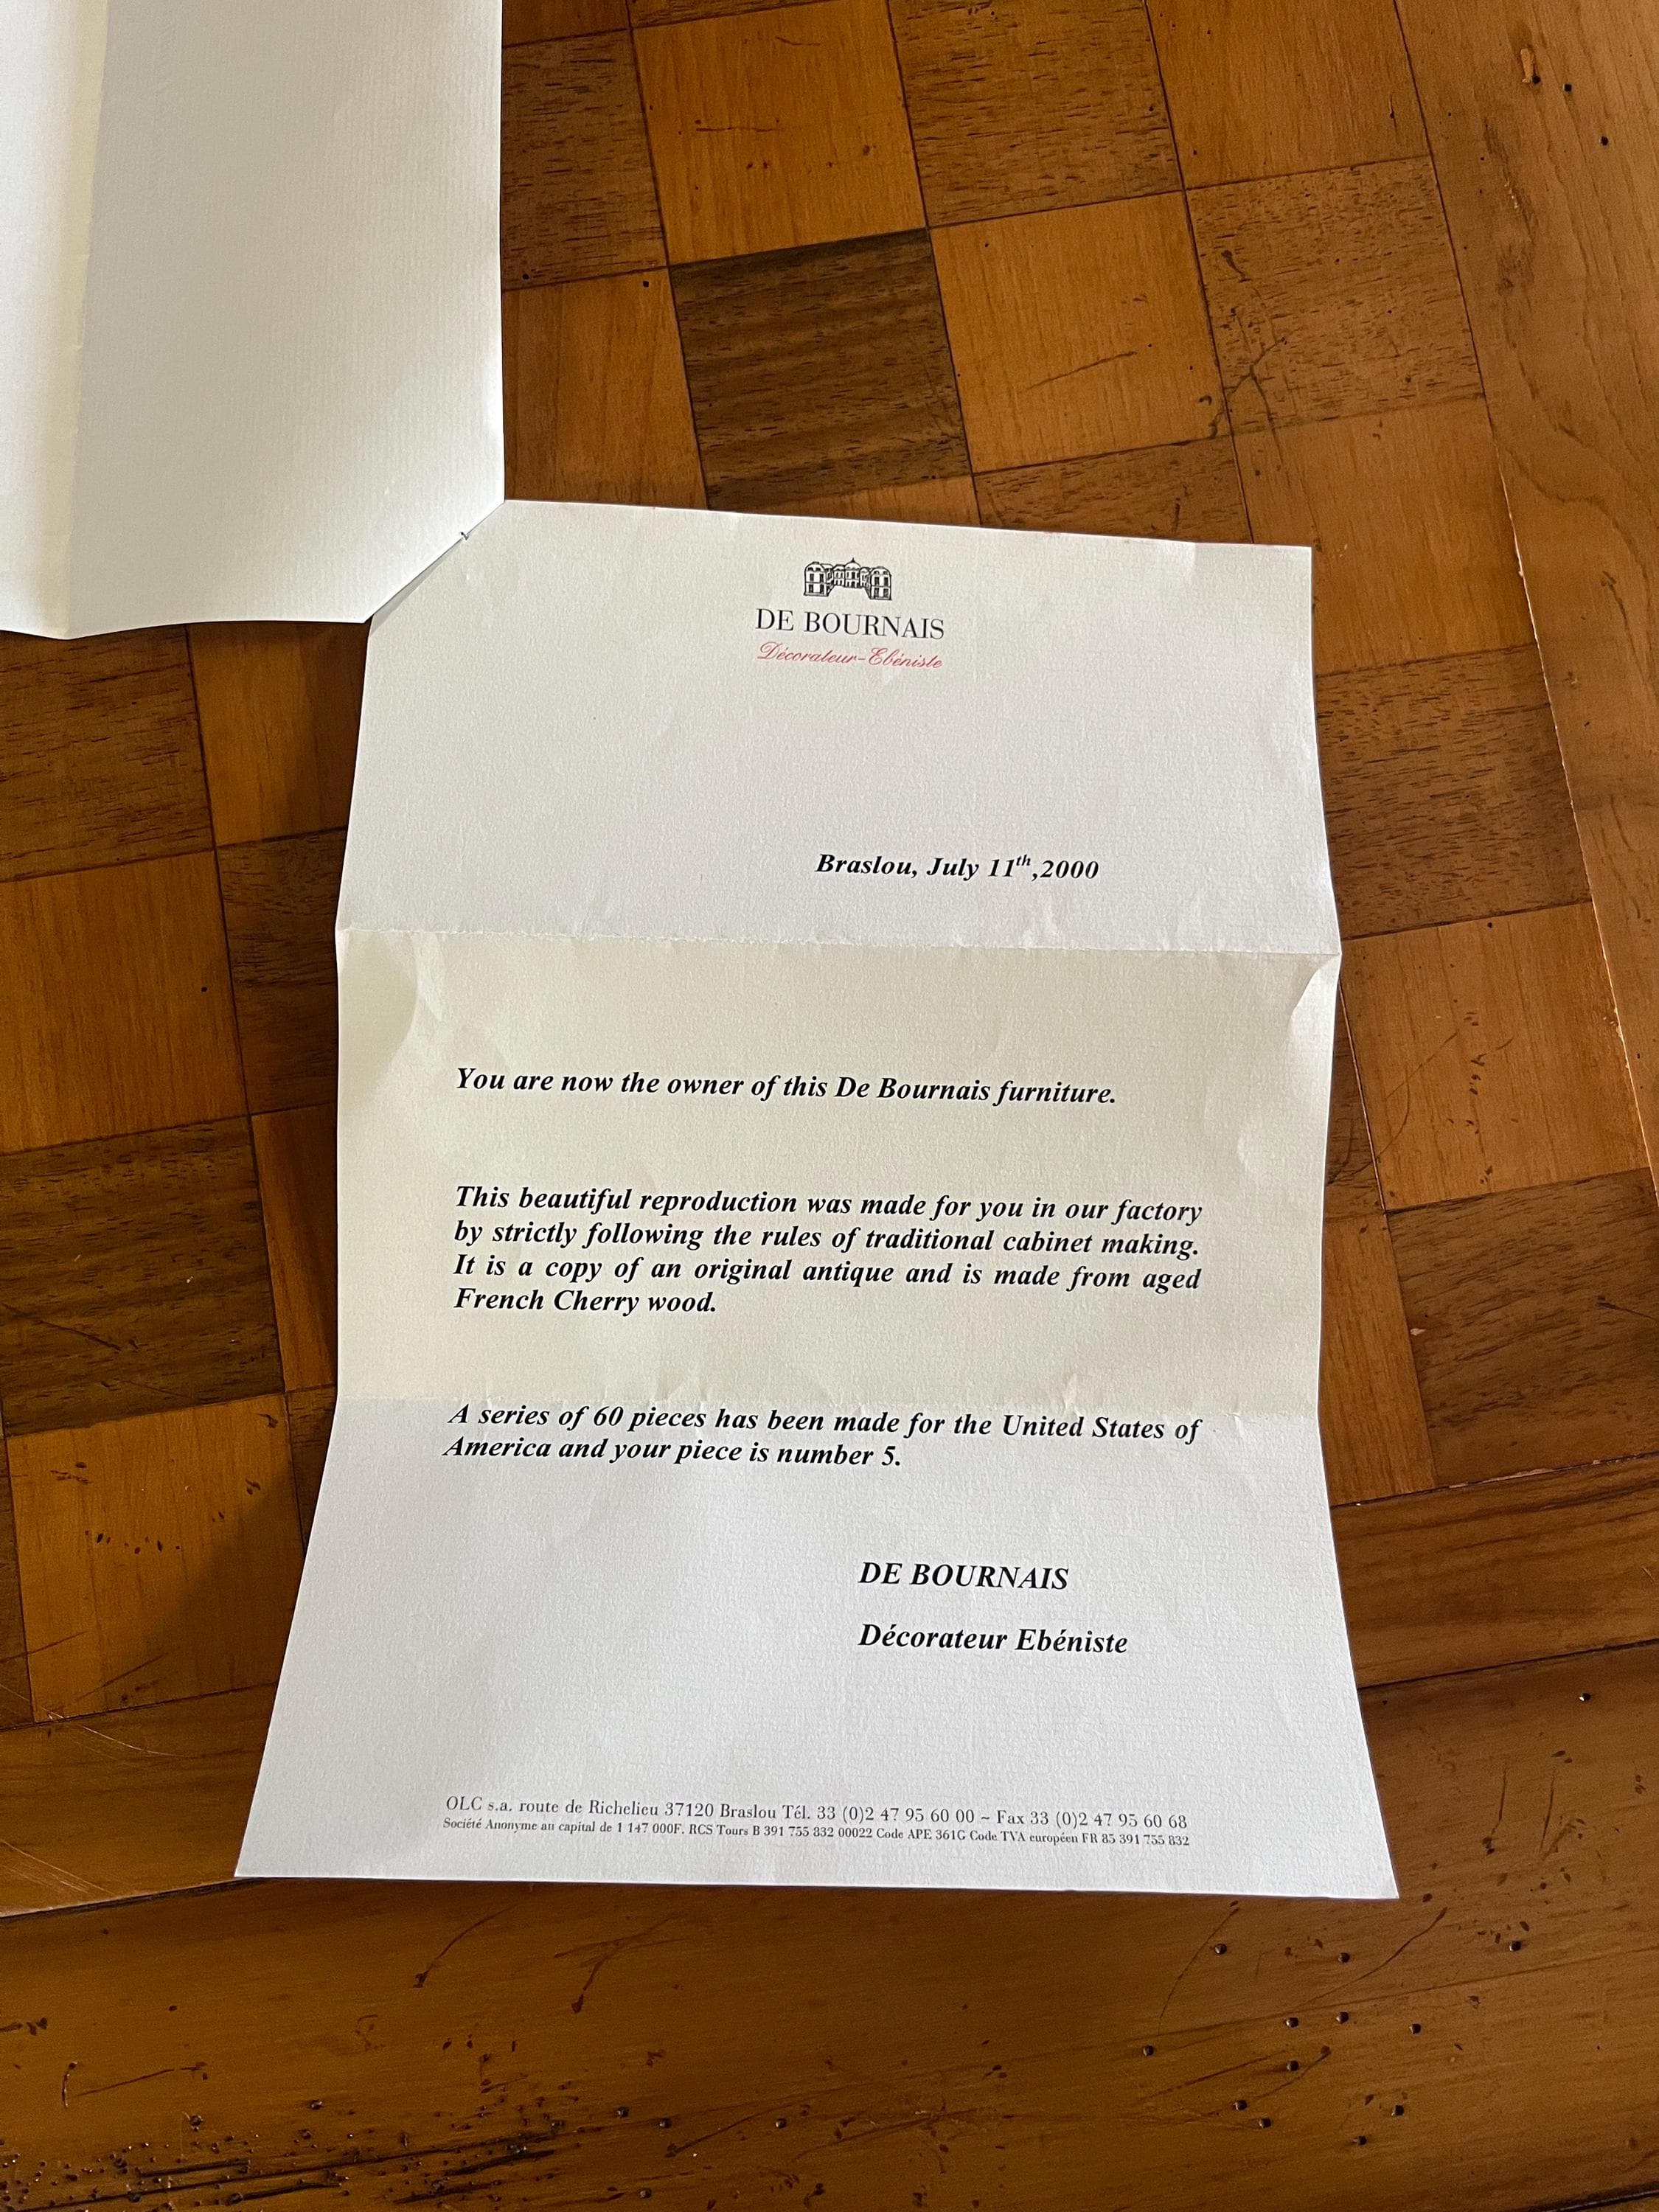 DE BOURNAIS
Décorateur-Ebéniste
Braslou, July 11th,2000
You are now the owner of this De Bournais furniture.
This beautiful reproduction was made for you in our factory
by strictly following the rules of traditional cabinet making.
It is a copy of an original antique and is made from aged
French Cherry wood.
A series of 60 pieces has been made for the United States of
America and your piece is number 5.
DE BOURNAIS
Décorateur Ebéniste
OLC s.a. route de Richelieu 37120 Braslou Tél. 33 (0)2 47 95 60 00 ~ Fax 33 (0)2 47 95 60 68
Société Anonyme au capital de 1 147 000F. RCS Tours B 391 755 832 00022 Code APE 361G Code TVA européen FR 85 391 755 832